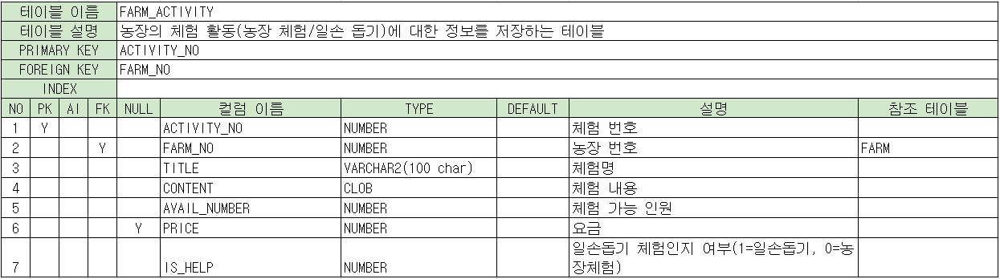 테이블 이름 FARM_ACTIVITY
테이블 설명 농장의 체험 활동(농장 체험/일손 돕기)에 대한 정보를 저장하는 테이블
PRIMARY KEY ACTIVITY_NO
FOREIGN KEY FARM_NO
INDEX
NO PK AI FK NULL 컬럼 이름 TYPE DEFAULT 설명 참조 테이블
1 Y ACTIVITY_NO NUMBER 체험 번호
2 Y FARM_NO NUMBER 농장 번호 FARM
3 TITLE VARCHAR2(100 char) 체험명
4 CONTENT CLOB 체험 내용
5 AVAIL_NUMBER NUMBER 체험 가능 인원
6 Y PRICE NUMBER 요금
일손돕기 체험인지 여부(1=일손돕기, 0=농
7 IS_HELP NUMBER 장체험)